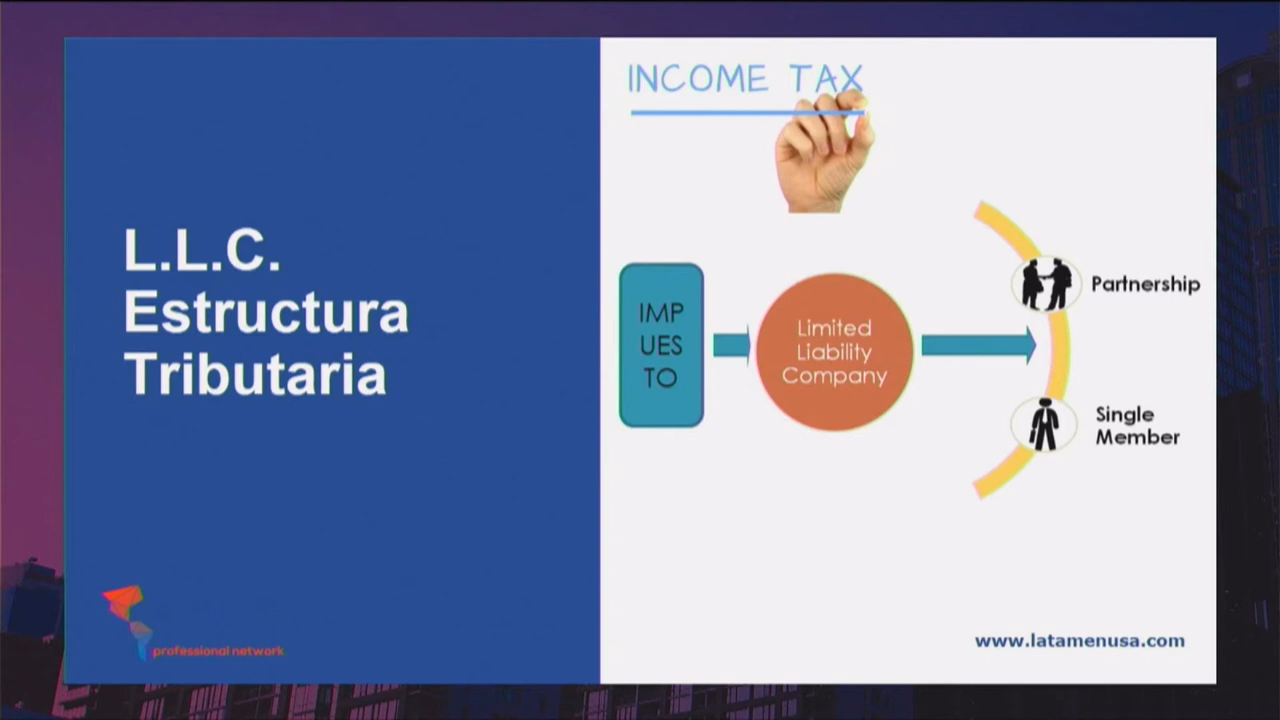 L.L.C.
Estructura
Tributaria
professional network
INCOME TAX
IMP
UES
TO
Limited
Liability
Company
Partnership
Single
Member
www.latamenusa.com